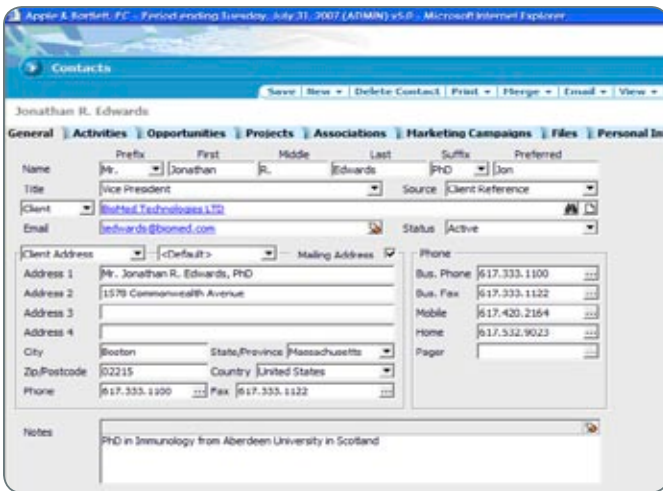 Apple & Bartlett, PC - Period ending Tuesday, July 31, 2007 (ADMIN) v5.0 - Microsoft Internet Explorer
Contacts
Save | New | Delete Contact | Print | Merge | Email | View
Jonathan R. Edwards
General Activities Opportunities Projects Associations Marketing Campaigns Files Personal In
Prefix First Middle Last Suffix Preferred
Name Mr. Jonathan R. Edwards PhD Jon
Title Vice President Source Client Reference
Client BioMed Technologies LTD
Email jedwards@biomed.com Status Active
Client Address <Default> Mailing Address Phone
Address 1 Mr. Jonathan R. Edwards, PhD Bus. Phone 617.333.1100 ...
Address 2 1578 Commonwealth Avenue Bus. Fax 617.333.1122 ...
Address 3 Mobile 617.420.2164 ...
Address 4 Home 617.532.9023 ...
City Boston State/Province Massachusetts Pager ...
Zip/Postcode 02215 Country United States
Phone 617.333.1100 ... Fax 617.333.1122 ...
Notes
PhD in Immunology from Aberdeen University in Scotland